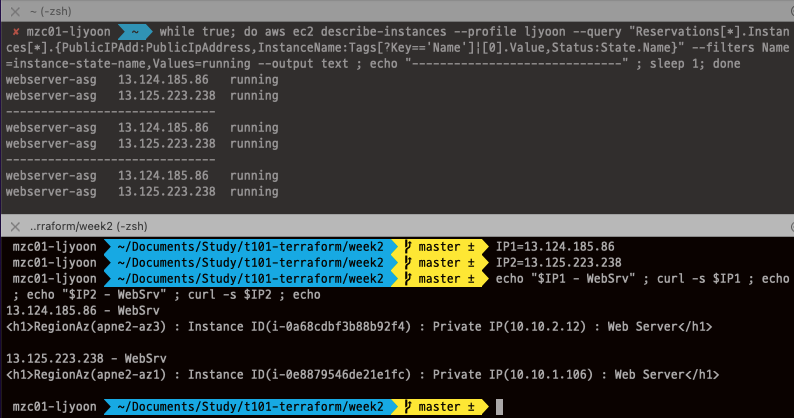 ~ (-zsh)
✘ mzc01-ljyoon ~ while true; do aws ec2 describe-instances --profile ljyoon --query "Reservations[*].Instan
ces[*].{PublicIPAdd:PublicIpAddress,InstanceName:Tags[?Key=='Name']|[0].Value,Status:State.Name}" --filters Name
=instance-state-name,Values=running --output text ; echo "------------------------------" ; sleep 1; done
webserver-asg 13.124.185.86 running
webserver-asg 13.125.223.238 running
------------------------------
webserver-asg 13.124.185.86 running
webserver-asg 13.125.223.238 running
------------------------------
webserver-asg 13.124.185.86 running
webserver-asg 13.125.223.238 running
..rraform/week2 (-zsh)
mzc01-ljyoon ~/Documents/Study/t101-terraform/week2 master ± IP1=13.124.185.86
mzc01-ljyoon ~/Documents/Study/t101-terraform/week2 master ± IP2=13.125.223.238
mzc01-ljyoon ~/Documents/Study/t101-terraform/week2 master ± echo "$IP1 - WebSrv" ; curl -s $IP1 ; echo
; echo "$IP2 - WebSrv" ; curl -s $IP2 ; echo
13.124.185.86 - WebSrv
<h1>RegionAz(apne2-az3) : Instance ID(i-0a68cdbf3b88b92f4) : Private IP(10.10.2.12) : Web Server</h1>
13.125.223.238 - WebSrv
<h1>RegionAz(apne2-az1) : Instance ID(i-0e8879546de21e1fc) : Private IP(10.10.1.106) : Web Server</h1>
mzc01-ljyoon ~/Documents/Study/t101-terraform/week2 master ±